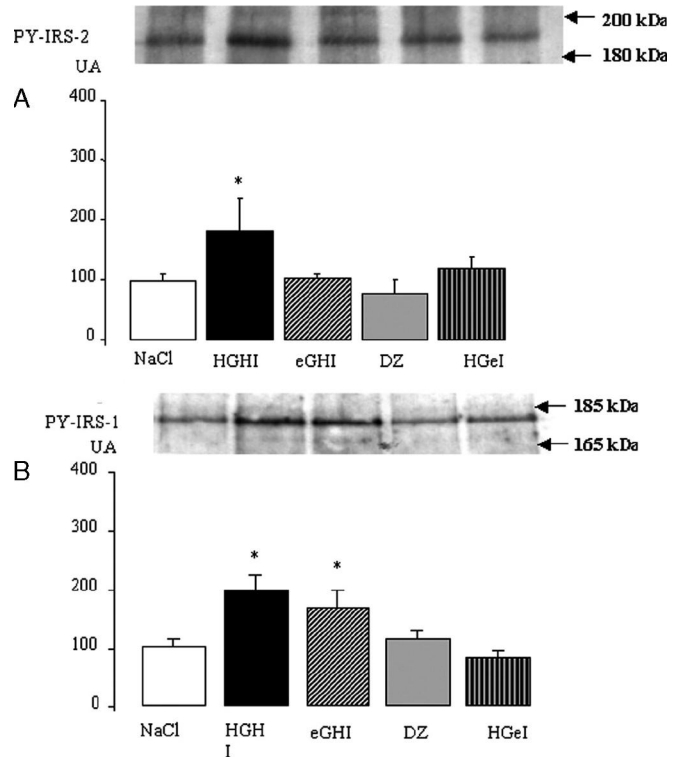 200 kDa
PY-IRS-2
180 kDa
UA
A
400
300
200
*
100
0
NaCl HGHI eGHI DZ HGeI
185 kDa
PY-IRS-1
165 kDa
UA
B
400
300
* *
200
100
0
NaCl HGH eGHI DZ HGeI
I